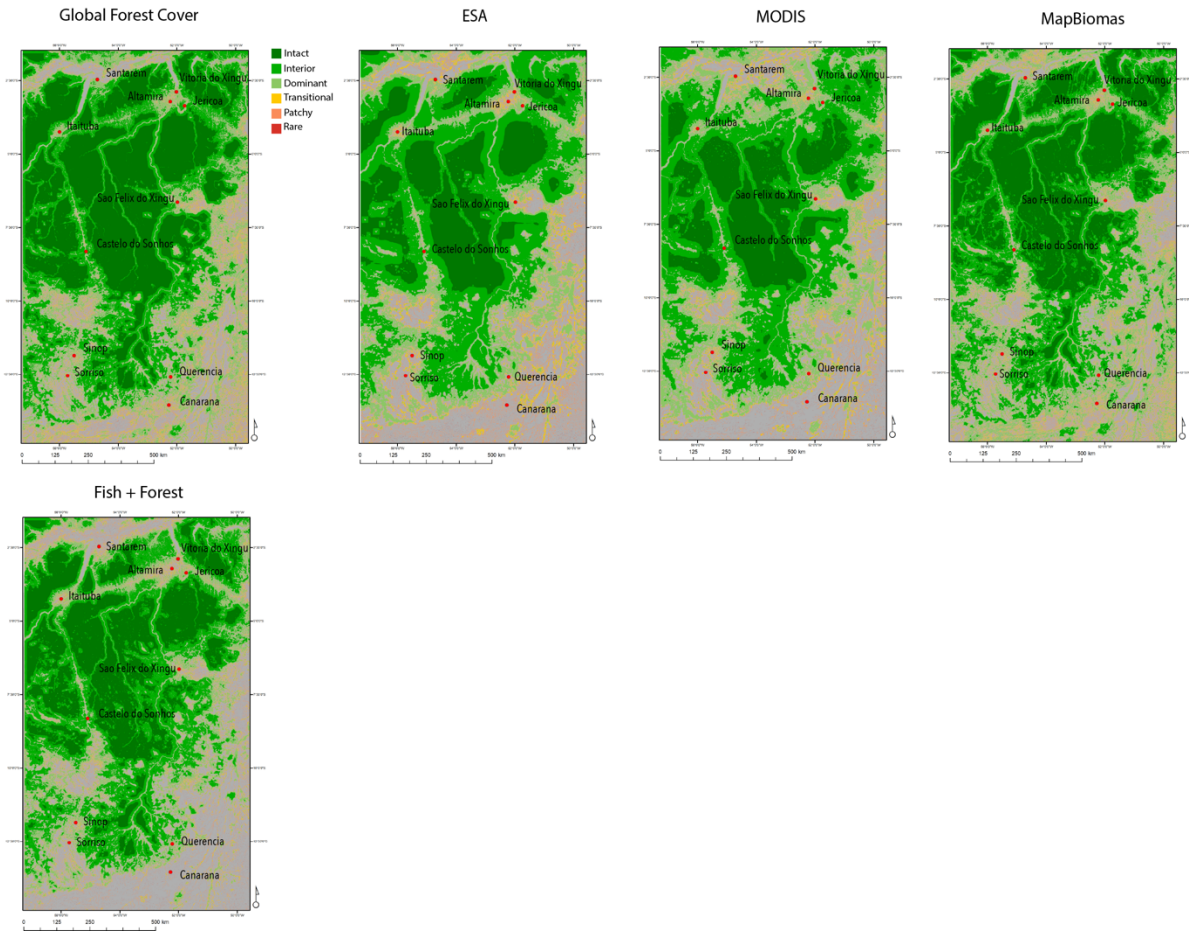 Global Forest Cover
ESA
MODIS
MapBiomas
Intact
Interior
Dominant
Transitional
Patchy
Rare
Santarem
Vitoria do Xingu
Altamira
Jericoa
Itaituba
Sao Felix do Xingu
Castelo do Sonhos
Sinop
Sorriso
Querencia
Canarana
0 125 250 500 km
Santarem
Vitoria do Xingu
Altamira
Jericoa
Itaituba
Sao Felix do Xingu
Castelo do Sonhos
Sinop
Sorriso
Querencia
Canarana
0 125 250 500 km
Santarem
Vitoria do Xingu
Altamira
Jericoa
Itaituba
Sao Felix do Xingu
Castelo do Sonhos
Sinop
Sorriso
Querencia
Canarana
0 125 250 500 km
Santarem
Vitoria do Xingu
Altamira
Jericoa
Itaituba
Sao Felix do Xingu
Castelo do Sonhos
Sinop
Sorriso
Querencia
Canarana
0 125 250 500 km
Fish + Forest
Santarem
Vitoria do Xingu
Altamira
Jericoa
Itaituba
Sao Felix do Xingu
Castelo do Sonhos
Sinop
Sorriso
Querencia
Canarana
0 125 250 500 km